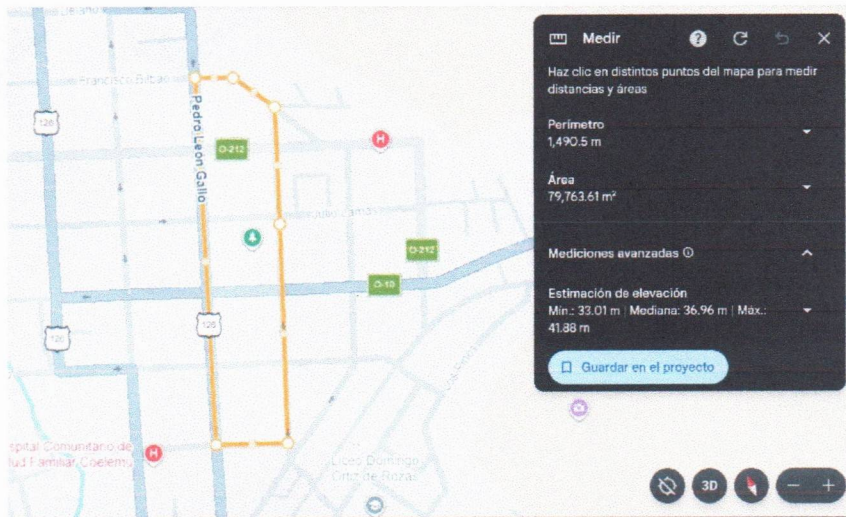 Francisco Bilbao
126
Pedro León Gallo
O-212
H
O-212
O-10
126
126
Hospital Comunitario de
Salud Familiar Coelemu
H
Liceo Domingo
Ortiz de Rozas
Medir
Haz clic en distintos puntos del mapa para medir
distancias y áreas
Perímetro
1,490.5 m
Área
79,763.61 m²
Mediciones avanzadas
Estimación de elevación
Mín.: 33.01 m | Mediana: 36.96 m | Máx.:
41.88 m
Guardar en el proyecto
3D